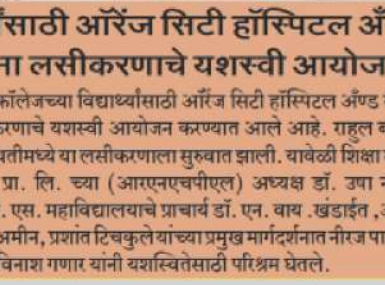 ंसाठी ऑरेंज सिटी हॉस्पिटल अँ
ना लसीकरणाचे यशस्वी आयोज
कॉलेजच्या विद्यार्थ्यांसाठी ऑरेंज सिटी हॉस्पिटल अँण्ड
करणाचे यशस्वी आयोजन करण्यात आले आहे. राहुल
यतीमध्ये या लसीकरणाला सुरुवात झाली. यावेळी शिक्षा
प्रा. लि. च्या (आरएनएचपीएल) अध्यक्ष डॉ. उषा
. एस. महाविद्यालयाचे प्राचार्य डॉ. एन. वाय .खंडाईत ,
अमीन, प्रशांत टिचकुले यांच्या प्रमुख मार्गदर्शनात नीरज पा
विनाश गणार यांनी यशस्वितेसाठी परिश्रम घेतले.